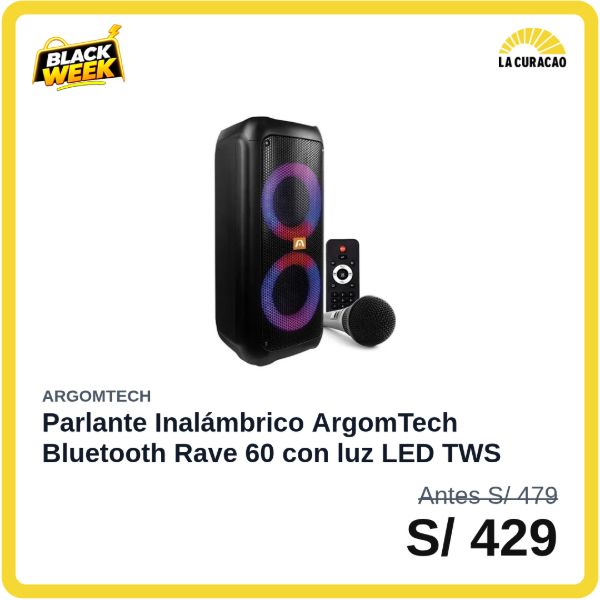 BLACK
WEEK
LA CURACAO
ARGOMTECH
Parlante Inalámbrico ArgomTech
Bluetooth Rave 60 con luz LED TWS
Antes S/ 479
S/ 429